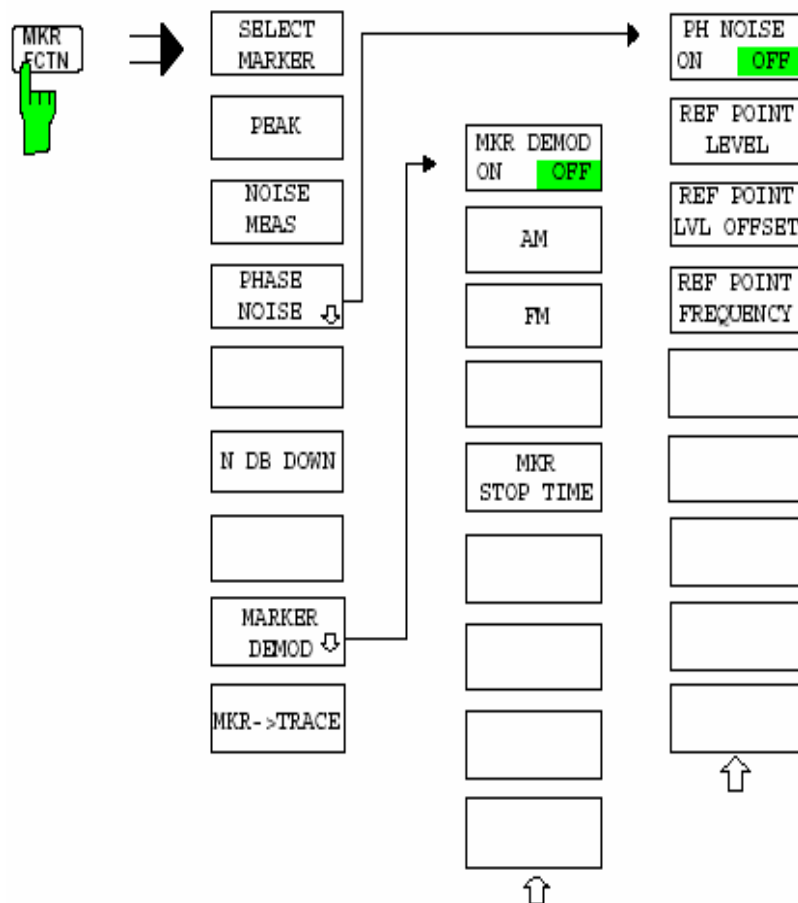 MKR
FCTN
SELECT
MARKER
PEAK
NOISE
MEAS
PHASE
NOISE
N DB DOWN
MARKER
DEMOD
MKR->TRACE
MKR DEMOD
ON OFF
AM
FM
MKR
STOP TIME
PH NOISE
ON OFF
REF POINT
LEVEL
REF POINT
LVL OFFSET
REF POINT
FREQUENCY